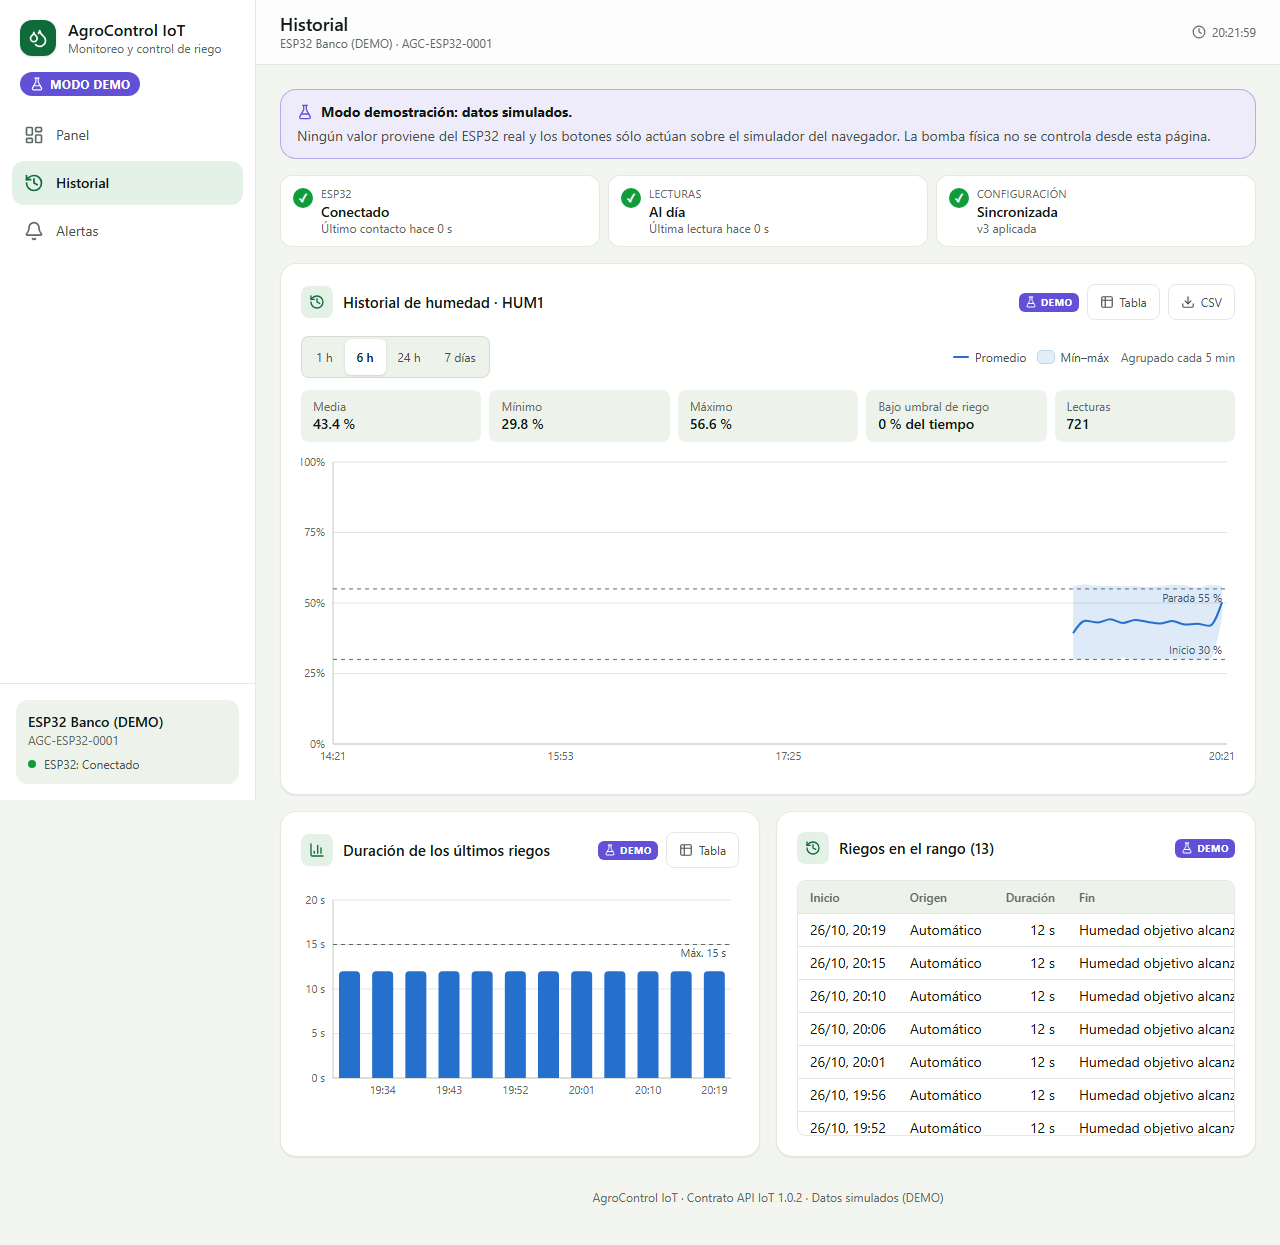 AgroControl IoT
Monitoreo y control de riego
MODO DEMO
Panel
Historial
Alertas
ESP32 Banco (DEMO)
AGC-ESP32-0001
ESP32: Conectado
Historial
ESP32 Banco (DEMO) · AGC-ESP32-0001
20:21:59
Modo demostración: datos simulados.
Ningún valor proviene del ESP32 real y los botones sólo actúan sobre el simulador del navegador. La bomba física no se controla desde esta página.
ESP32
Conectado
Último contacto hace 0 s
LECTURAS
Al día
Última lectura hace 0 s
CONFIGURACIÓN
Sincronizada
v3 aplicada
Historial de humedad · HUM1
DEMO
Tabla
CSV
1 h
6 h
24 h
7 días
Promedio
Mín–máx
Agrupado cada 5 min
Media
43.4 %
Mínimo
29.8 %
Máximo
56.6 %
Bajo umbral de riego
0 % del tiempo
Lecturas
721
100%
75%
50%
25%
0%
Parada 55 %
Inicio 30 %
14:21
15:53
17:25
20:21
Duración de los últimos riegos
DEMO
Tabla
20 s
15 s
10 s
5 s
0 s
Máx. 15 s
19:34
19:43
19:52
20:01
20:10
20:19
Riegos en el rango (13)
DEMO
Inicio Origen Duración Fin
26/10, 20:19 Automático 12 s Humedad objetivo alcanz
26/10, 20:15 Automático 12 s Humedad objetivo alcanz
26/10, 20:10 Automático 12 s Humedad objetivo alcanz
26/10, 20:06 Automático 12 s Humedad objetivo alcanz
26/10, 20:01 Automático 12 s Humedad objetivo alcanz
26/10, 19:56 Automático 12 s Humedad objetivo alcanz
26/10, 19:52 Automático 12 s Humedad objetivo alcanz
AgroControl IoT · Contrato API IoT 1.0.2 · Datos simulados (DEMO)